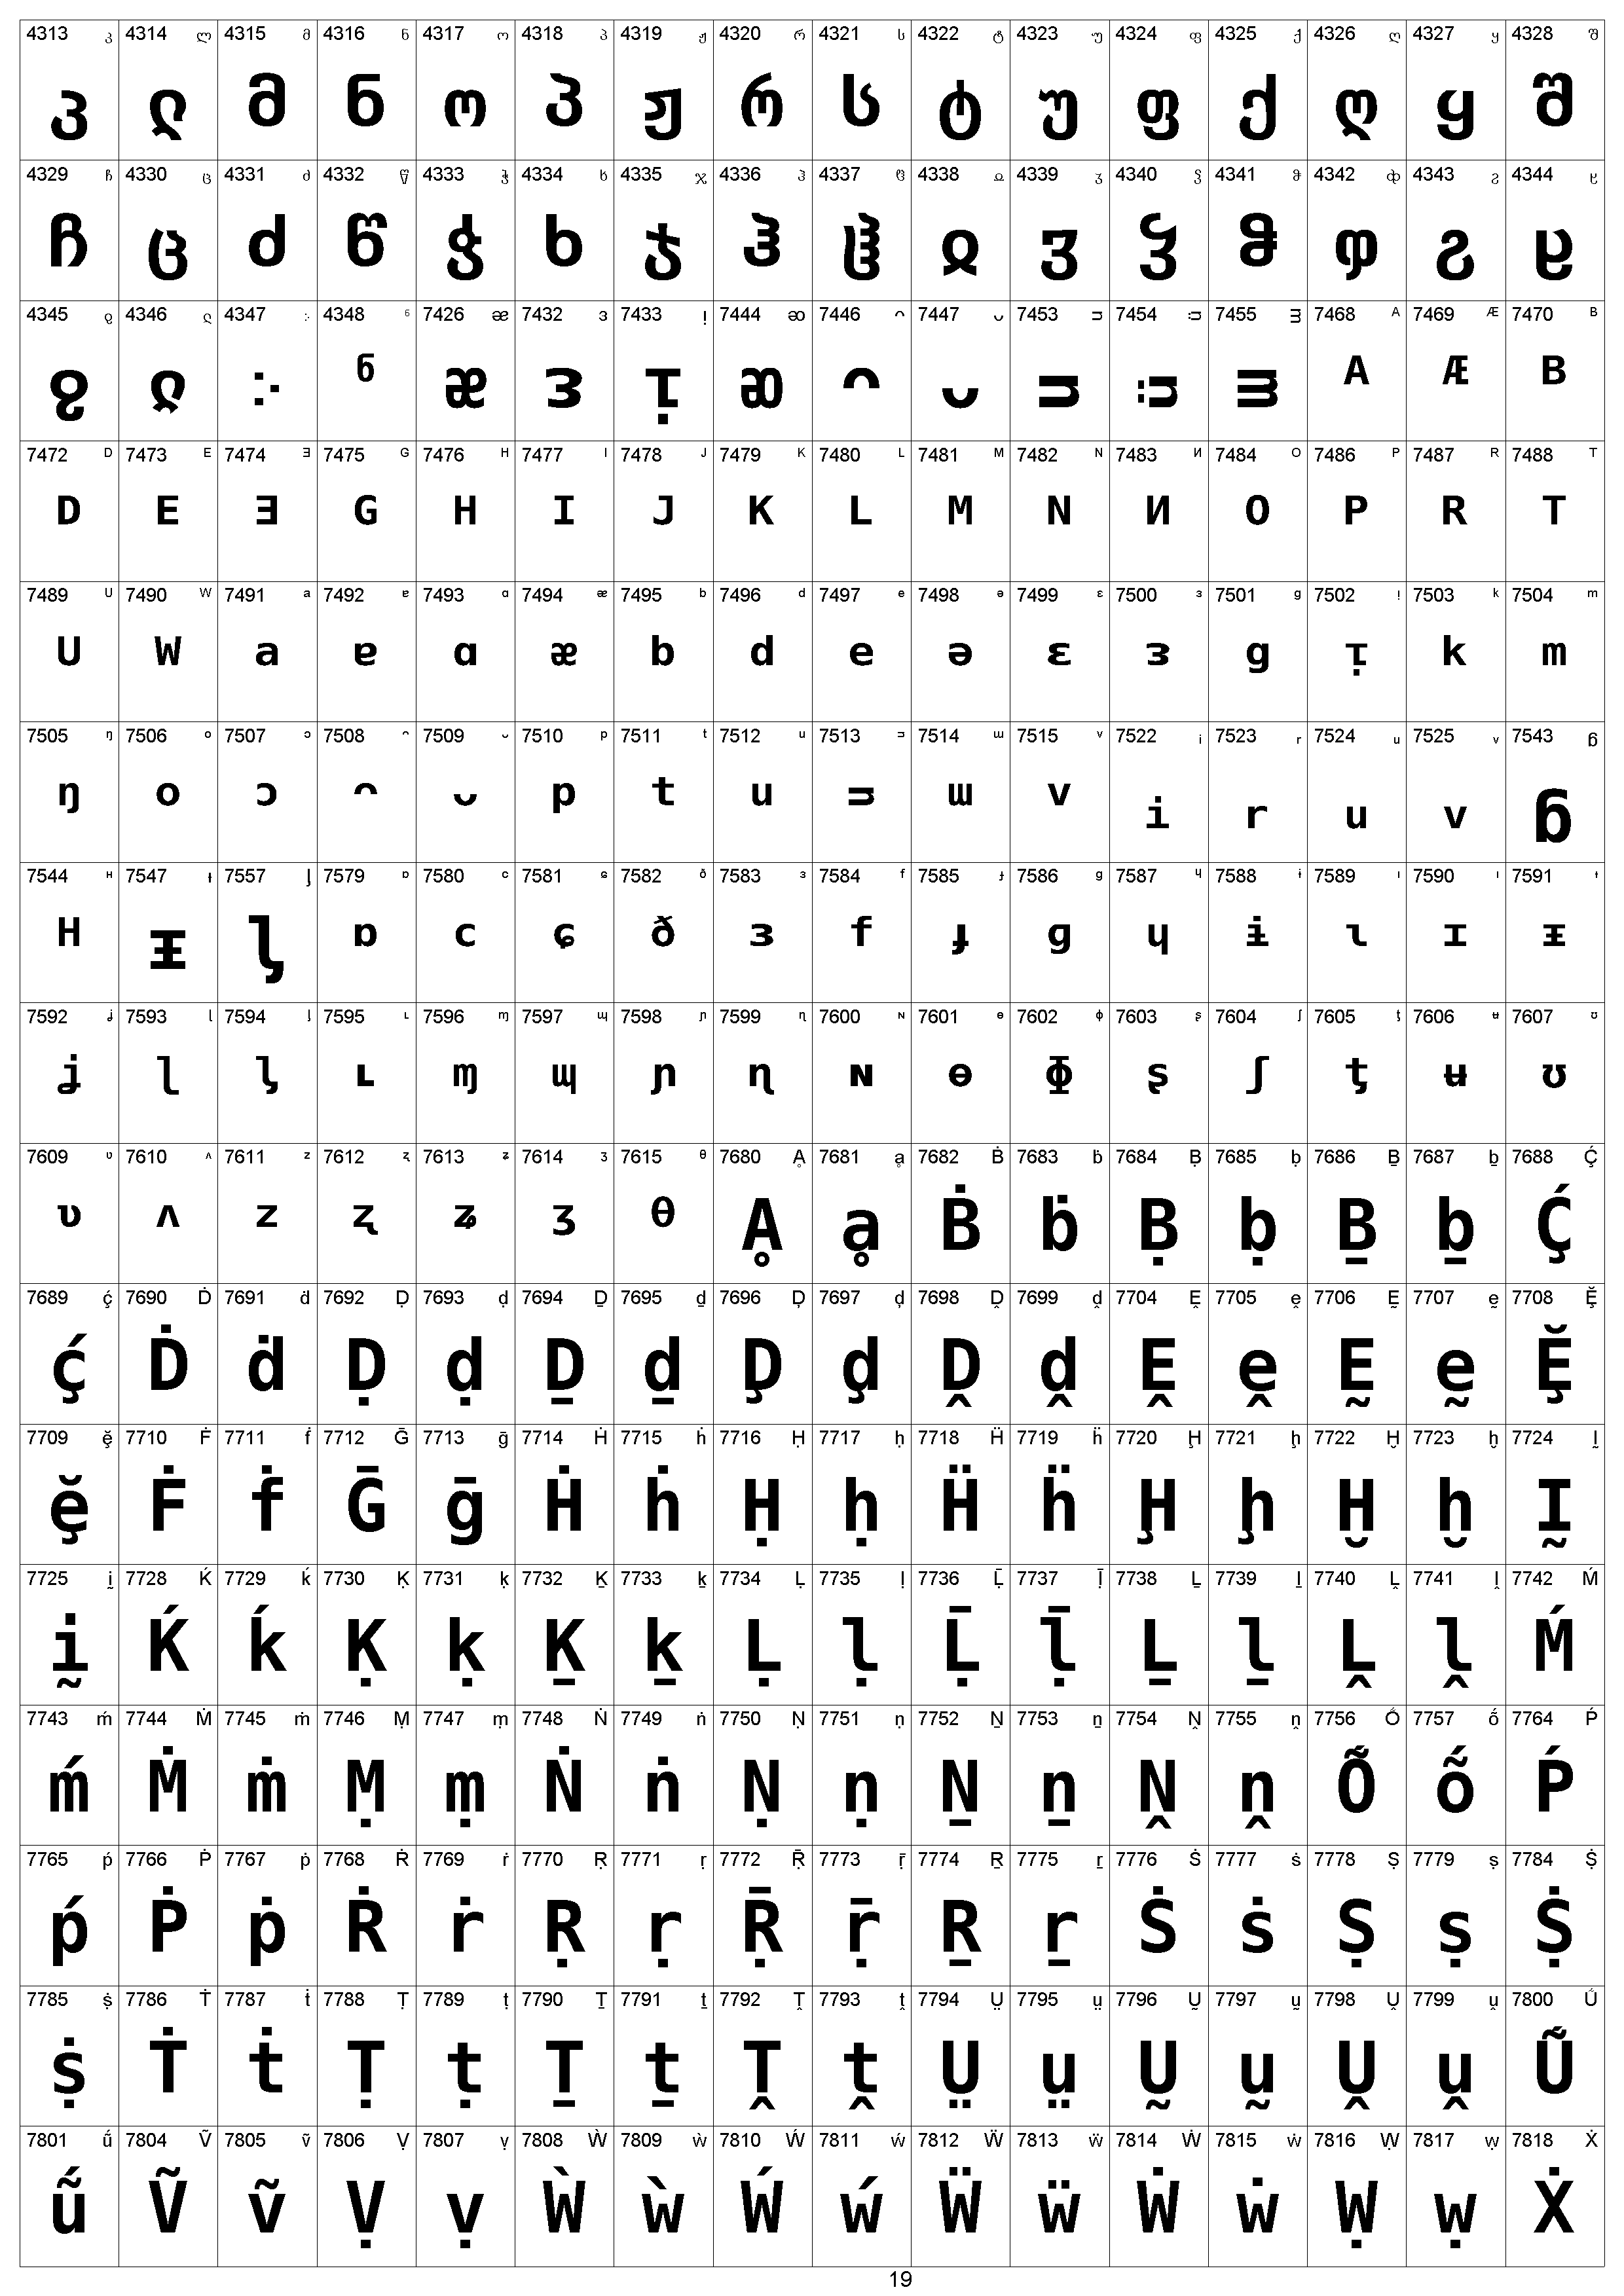 4313 კ 4314 ლ 4315 მ 4316 ნ 4317 ო 4318 პ 4319 ჟ 4320 რ 4321 ს 4322 ტ 4323 უ 4324 ფ 4325 ქ 4326 ღ 4327 ყ 4328 შ
კ ლ მ ნ ო პ ჟ რ ს ტ უ ფ ქ ღ ყ შ
4329 ჩ 4330 ც 4331 ძ 4332 წ 4333 ჭ 4334 ხ 4335 ჯ 4336 ჰ 4337 ჱ 4338 ჲ 4339 ჳ 4340 ჴ 4341 ჵ 4342 ჶ 4343 ჷ 4344 ჸ
ჩ ც ძ წ ჭ ხ ჯ ჰ ჱ ჲ ჳ ჴ ჵ ჶ ჷ ჸ
4345 ჹ 4346 ჺ 4347 ჻ 4348 ჼ 7426 ᴂ 7432 ᴈ 7433 ᴉ 7444 ᴔ 7446 ᴖ 7447 ᴗ 7453 ᴝ 7454 ᴞ 7455 ᴟ 7468 ᴬ 7469 ᴭ 7470 ᴮ
ჹ ჺ ჻ ჼ ᴂ ᴈ ᴉ ᴔ ᴖ ᴗ ᴝ ᴞ ᴟ ᴬ ᴭ ᴮ
7472 ᴰ 7473 ᴱ 7474 ᴲ 7475 ᴳ 7476 ᴴ 7477 ᴵ 7478 ᴶ 7479 ᴷ 7480 ᴸ 7481 ᴹ 7482 ᴺ 7483 ᴻ 7484 ᴼ 7486 ᴾ 7487 ᴿ 7488 ᵀ
ᴰ ᴱ ᴲ ᴳ ᴴ ᴵ ᴶ ᴷ ᴸ ᴹ ᴺ ᴻ ᴼ ᴾ ᴿ ᵀ
7489 ᵁ 7490 ᵂ 7491 ᵃ 7492 ᵄ 7493 ᵅ 7494 ᵆ 7495 ᵇ 7496 ᵈ 7497 ᵉ 7498 ᵊ 7499 ᵋ 7500 ᵌ 7501 ᵍ 7502 ᵎ 7503 ᵏ 7504 ᵐ
ᵁ ᵂ ᵃ ᵄ ᵅ ᵆ ᵇ ᵈ ᵉ ᵊ ᵋ ᵌ ᵍ ᵎ ᵏ ᵐ
7505 ᵑ 7506 ᵒ 7507 ᵓ 7508 ᵔ 7509 ᵕ 7510 ᵖ 7511 ᵗ 7512 ᵘ 7513 ᵙ 7514 ᵚ 7515 ᵛ 7522 ᵢ 7523 ᵣ 7524 ᵤ 7525 ᵥ 7543 ᵷ
ᵑ ᵒ ᵓ ᵔ ᵕ ᵖ ᵗ ᵘ ᵙ ᵚ ᵛ ᵢ ᵣ ᵤ ᵥ ᵷ
7544 ᵸ 7547 ᵻ 7557 ᶅ 7579 ᶛ 7580 ᶜ 7581 ᶝ 7582 ᶞ 7583 ᶟ 7584 ᶠ 7585 ᶡ 7586 ᶢ 7587 ᶣ 7588 ᶤ 7589 ᶥ 7590 ᶦ 7591 ᶧ
ᵸ ᵻ ᶅ ᶛ ᶜ ᶝ ᶞ ᶟ ᶠ ᶡ ᶢ ᶣ ᶤ ᶥ ᶦ ᶧ
7592 ᶨ 7593 ᶩ 7594 ᶪ 7595 ᶫ 7596 ᶬ 7597 ᶭ 7598 ᶮ 7599 ᶯ 7600 ᶰ 7601 ᶱ 7602 ᶲ 7603 ᶳ 7604 ᶴ 7605 ᶵ 7606 ᶶ 7607 ᶷ
ᶨ ᶩ ᶪ ᶫ ᶬ ᶭ ᶮ ᶯ ᶰ ᶱ ᶲ ᶳ ᶴ ᶵ ᶶ ᶷ
7609 ᶹ 7610 ᶺ 7611 ᶻ 7612 ᶼ 7613 ᶽ 7614 ᶾ 7615 ᶿ 7680 Ḁ 7681 ḁ 7682 Ḃ 7683 ḃ 7684 Ḅ 7685 ḅ 7686 Ḇ 7687 ḇ 7688 Ḉ
ᶹ ᶺ ᶻ ᶼ ᶽ ᶾ ᶿ Ḁ ḁ Ḃ ḃ Ḅ ḅ Ḇ ḇ Ḉ
7689 ḉ 7690 Ḋ 7691 ḋ 7692 Ḍ 7693 ḍ 7694 Ḏ 7695 ḏ 7696 Ḑ 7697 ḑ 7698 Ḓ 7699 ḓ 7704 Ḙ 7705 ḙ 7706 Ḛ 7707 ḛ 7708 Ḝ
ḉ Ḋ ḋ Ḍ ḍ Ḏ ḏ Ḑ ḑ Ḓ ḓ Ḙ ḙ Ḛ ḛ Ḝ
7709 ḝ 7710 Ḟ 7711 ḟ 7712 Ḡ 7713 ḡ 7714 Ḣ 7715 ḣ 7716 Ḥ 7717 ḥ 7718 Ḧ 7719 ḧ 7720 Ḩ 7721 ḩ 7722 Ḫ 7723 ḫ 7724 Ḭ
ḝ Ḟ ḟ Ḡ ḡ Ḣ ḣ Ḥ ḥ Ḧ ḧ Ḩ ḩ Ḫ ḫ Ḭ
7725 ḭ 7728 Ḱ 7729 ḱ 7730 Ḳ 7731 ḳ 7732 Ḵ 7733 ḵ 7734 Ḷ 7735 ḷ 7736 Ḹ 7737 ḹ 7738 Ḻ 7739 ḻ 7740 Ḽ 7741 ḽ 7742 Ḿ
ḭ Ḱ ḱ Ḳ ḳ Ḵ ḵ Ḷ ḷ Ḹ ḹ Ḻ ḻ Ḽ ḽ Ḿ
7743 ḿ 7744 Ṁ 7745 ṁ 7746 Ṃ 7747 ṃ 7748 Ṅ 7749 ṅ 7750 Ṇ 7751 ṇ 7752 Ṉ 7753 ṉ 7754 Ṋ 7755 ṋ 7756 Ṍ 7757 ṍ 7764 Ṕ
ḿ Ṁ ṁ Ṃ ṃ Ṅ ṅ Ṇ ṇ Ṉ ṉ Ṋ ṋ Ṍ ṍ Ṕ
7765 ṕ 7766 Ṗ 7767 ṗ 7768 Ṙ 7769 ṙ 7770 Ṛ 7771 ṛ 7772 Ṝ 7773 ṝ 7774 Ṟ 7775 ṟ 7776 Ṡ 7777 ṡ 7778 Ṣ 7779 ṣ 7784 Ṩ
ṕ Ṗ ṗ Ṙ ṙ Ṛ ṛ Ṝ ṝ Ṟ ṟ Ṡ ṡ Ṣ ṣ Ṩ
7785 ṩ 7786 Ṫ 7787 ṫ 7788 Ṭ 7789 ṭ 7790 Ṯ 7791 ṯ 7792 Ṱ 7793 ṱ 7794 Ṳ 7795 ṳ 7796 Ṵ 7797 ṵ 7798 Ṷ 7799 ṷ 7800 Ṹ
ṩ Ṫ ṫ Ṭ ṭ Ṯ ṯ Ṱ ṱ Ṳ ṳ Ṵ ṵ Ṷ ṷ Ṹ
7801 ṹ 7804 Ṽ 7805 ṽ 7806 Ṿ 7807 ṿ 7808 Ẁ 7809 ẁ 7810 Ẃ 7811 ẃ 7812 Ẅ 7813 ẅ 7814 Ẇ 7815 ẇ 7816 Ẉ 7817 ẉ 7818 Ẋ
ṹ Ṽ ṽ Ṿ ṿ Ẁ ẁ Ẃ ẃ Ẅ ẅ Ẇ ẇ Ẉ ẉ Ẋ
19